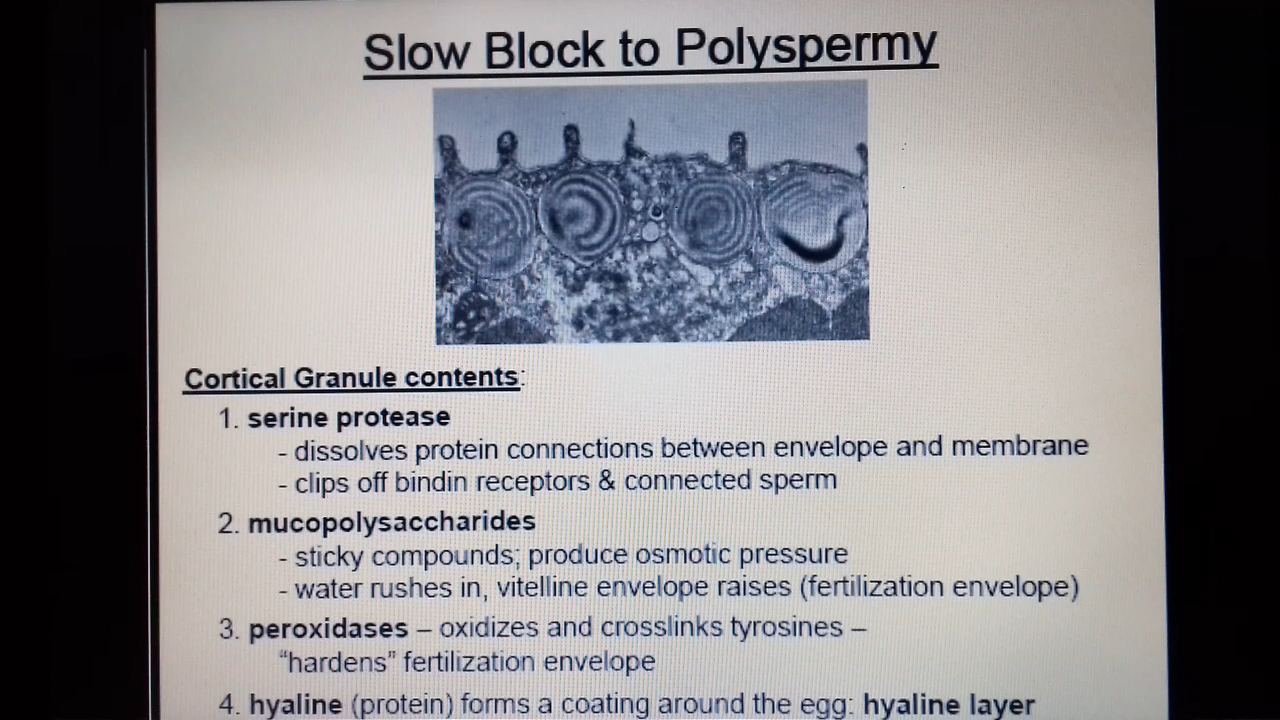 Slow Block to Polyspermy
Cortical Granule contents:
1. serine protease
- dissolves protein connections between envelope and membrane
- clips off bindin receptors & connected sperm
2. mucopolysaccharides
- sticky compounds; produce osmotic pressure
- water rushes in, vitelline envelope raises (fertilization envelope)
3. peroxidases – oxidizes and crosslinks tyrosines –
“hardens” fertilization envelope
4. hyaline (protein) forms a coating around the egg: hyaline layer